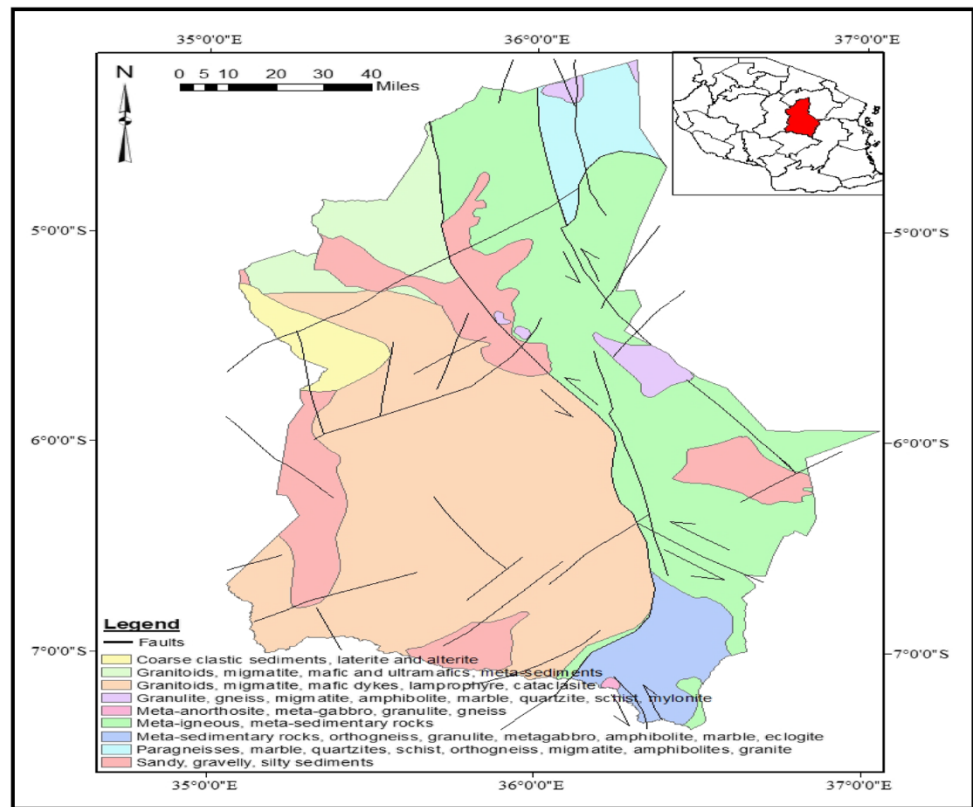 35°0'0"E 36°0'0"E 37°0'0"E
N
0 5 10 20 30 40
Miles
5°0'0"S 5°0'0"S
6°0'0"S 6°0'0"S
7°0'0"S 7°0'0"S
Legend
Faults
Coarse clastic sediments, laterite and alterite
Granitoids, migmatite, mafic and ultramafics, meta-sediments
Granitoids, migmatite, mafic dykes, lamprophyre, cataclasite
Granulite, gneiss, migmatite, amphibolite, marble, quartzite, schist, mylonite
Meta-anorthosite, meta-gabbro, granulite, gneiss
Meta-igneous, meta-sedimentary rocks
Meta-sedimentary rocks, orthogneiss, granulite, metagabbro, amphibolite, marble, eclogite
Paragneisses, marble, quartzites, schist, orthogneiss, migmatite, amphibolites, granite
Sandy, gravelly, silty sediments
35°0'0"E 36°0'0"E 37°0'0"E